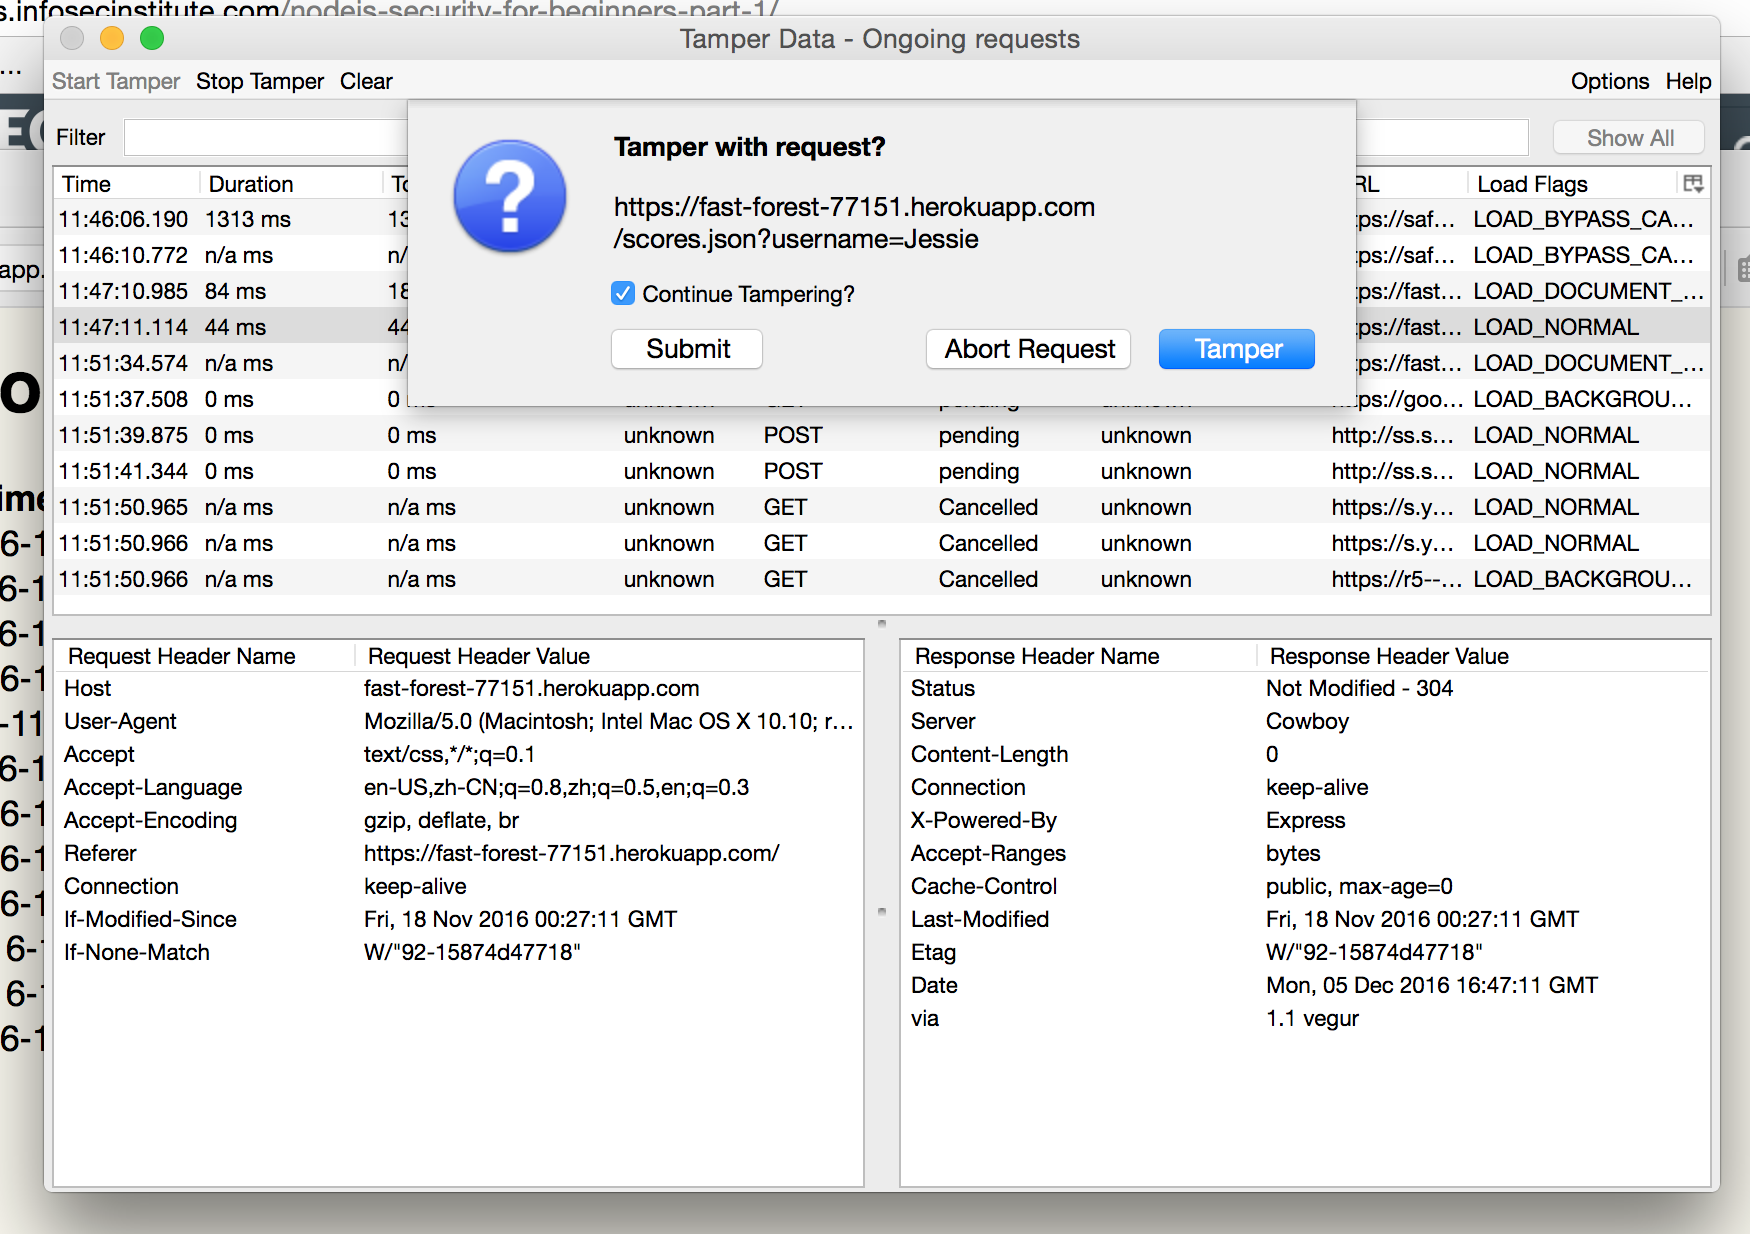 s.infosecinstitute.com/nodejs-security-for-beginners-part-1/
Tamper Data - Ongoing requests
...
Start Tamper Stop Tamper Clear Options Help
Filter Show All
Tamper with request?
https://fast-forest-77151.herokuapp.com
/scores.json?username=Jessie
Continue Tampering?
Submit Abort Request Tamper
Time Duration Load Flags
11:46:06.190 1313 ms ps://saf... LOAD_BYPASS_CA...
11:46:10.772 n/a ms ps://saf... LOAD_BYPASS_CA...
app.
11:47:10.985 84 ms ps://fast... LOAD_DOCUMENT_...
11:47:11.114 44 ms ps://fast... LOAD_NORMAL
11:51:34.574 n/a ms ps://fast... LOAD_DOCUMENT_...
11:51:37.508 0 ms 0 ms unknown GET pending unknown ps://goo... LOAD_BACKGROU...
11:51:39.875 0 ms 0 ms unknown POST pending unknown http://ss.s... LOAD_NORMAL
11:51:41.344 0 ms 0 ms unknown POST pending unknown http://ss.s... LOAD_NORMAL
11:51:50.965 n/a ms n/a ms unknown GET Cancelled unknown https://s.y... LOAD_NORMAL
11:51:50.966 n/a ms n/a ms unknown GET Cancelled unknown https://s.y... LOAD_NORMAL
11:51:50.966 n/a ms n/a ms unknown GET Cancelled unknown https://r5--... LOAD_BACKGROU...
Request Header Name Request Header Value
Host fast-forest-77151.herokuapp.com
User-Agent Mozilla/5.0 (Macintosh; Intel Mac OS X 10.10; r...
Accept text/css,*/*;q=0.1
Accept-Language en-US,zh-CN;q=0.8,zh;q=0.5,en;q=0.3
Accept-Encoding gzip, deflate, br
Referer https://fast-forest-77151.herokuapp.com/
Connection keep-alive
If-Modified-Since Fri, 18 Nov 2016 00:27:11 GMT
If-None-Match W/"92-15874d47718"
Response Header Name Response Header Value
Status Not Modified - 304
Server Cowboy
Content-Length 0
Connection keep-alive
X-Powered-By Express
Accept-Ranges bytes
Cache-Control public, max-age=0
Last-Modified Fri, 18 Nov 2016 00:27:11 GMT
Etag W/"92-15874d47718"
Date Mon, 05 Dec 2016 16:47:11 GMT
via 1.1 vegur